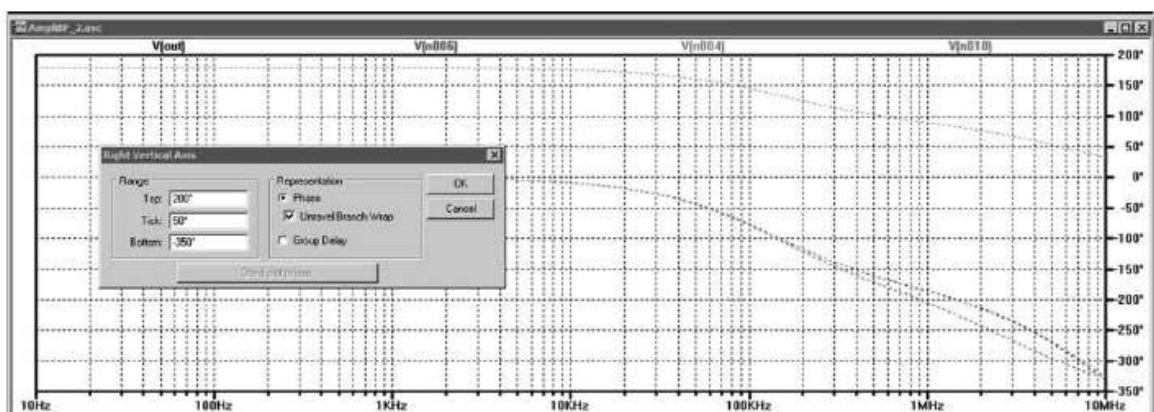 AmpliBF_2.asc
V(out) V(n006) V(n004) V(n010)
200°
150°
100°
50°
0°
-50°
-100°
-150°
-200°
-250°
-300°
-350°
Right Vertical Axis
Range
Top: 200°
Tick: 50°
Bottom: -350°
Representation
Phase
Unravel Branch Wrap
Group Delay
OK
Cancel
10Hz 100Hz 1KHz 10KHz 100KHz 1MHz 10MHz